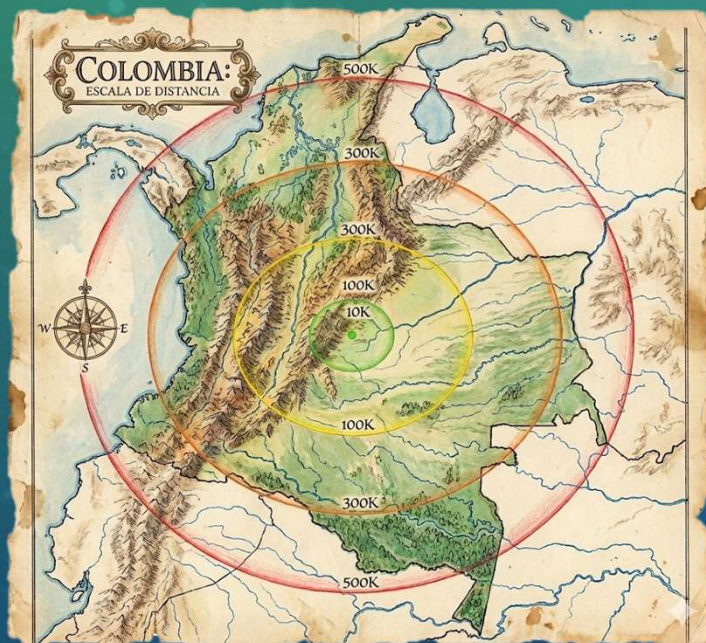 COLOMBIA:
ESCALA DE DISTANCIA
500K
300K
300K
100K
10K
W E
S
100K
300K
500K